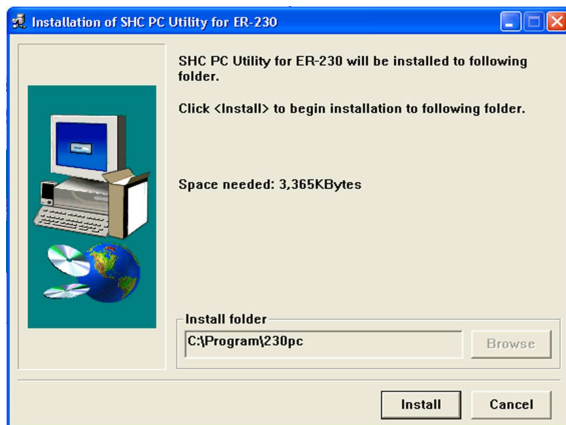 Installation of SHC PC Utility for ER-230
SHC PC Utility for ER-230 will be installed to following
folder.
Click <Install> to begin installation to following folder.
Space needed: 3,365KBytes
Install folder
C:\Program\230pc
Browse
Install
Cancel